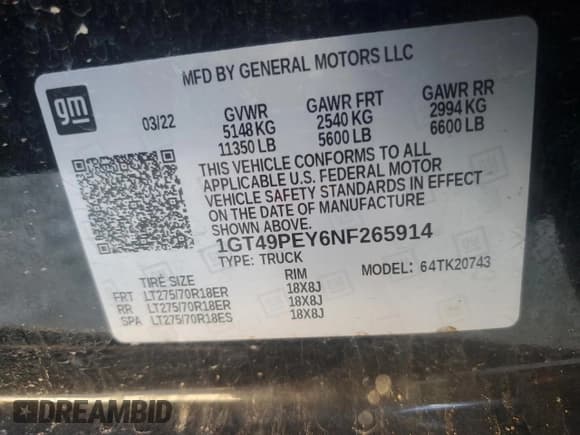 MFD BY GENERAL MOTORS LLC
gm
03/22
GVWR GAWR FRT GAWR RR
5148 KG 2540 KG 2994 KG
11350 LB 5600 LB 6600 LB
THIS VEHICLE CONFORMS TO ALL
APPLICABLE U.S. FEDERAL MOTOR
VEHICLE SAFETY STANDARDS IN EFFECT
ON THE DATE OF MANUFACTURE
SHOWN ABOVE.
1GT49PEY6NF265914
TYPE: TRUCK MODEL: 64TK20743
TIRE SIZE RIM
FRT LT275/70R18ER 18X8J
RR LT275/70R18ER 18X8J
SPA LT275/70R18ES 18X8J
DREAMBID